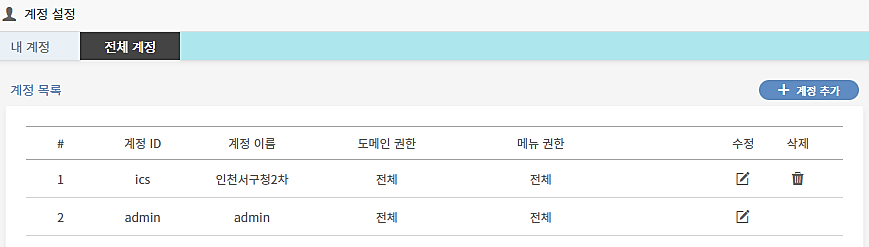 계정 설정
내 계정 전체 계정
계정 목록 + 계정 추가
# 계정 ID 계정 이름 도메인 권한 메뉴 권한 수정 삭제
1 ics 인천서구청2차 전체 전체
2 admin admin 전체 전체